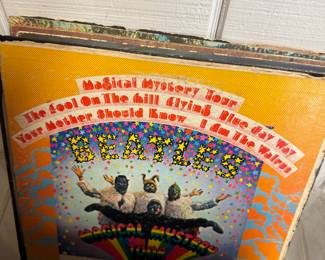 Magical Mystery Tour
The Fool On The Hill Flying Blue Jay Way
Your Mother Should Know I Am The Walrus
BEATLES
MAGICAL MYSTERY
TOUR